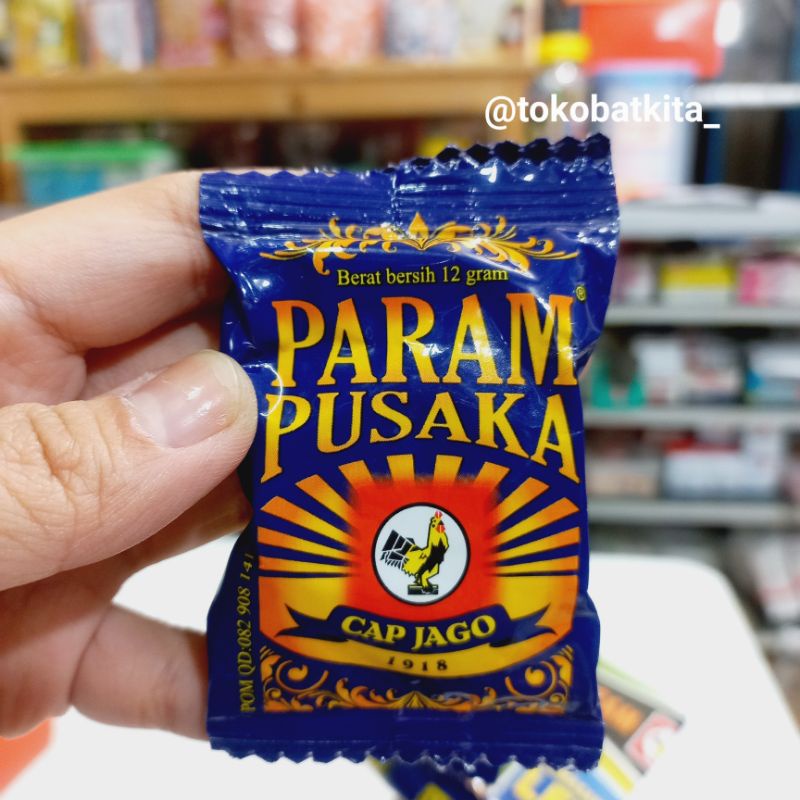 @tokobatkita_
Berat bersih 12 gram
PARAM®
PUSAKA
CAP JAGO
1918
POM QD:082 908 141